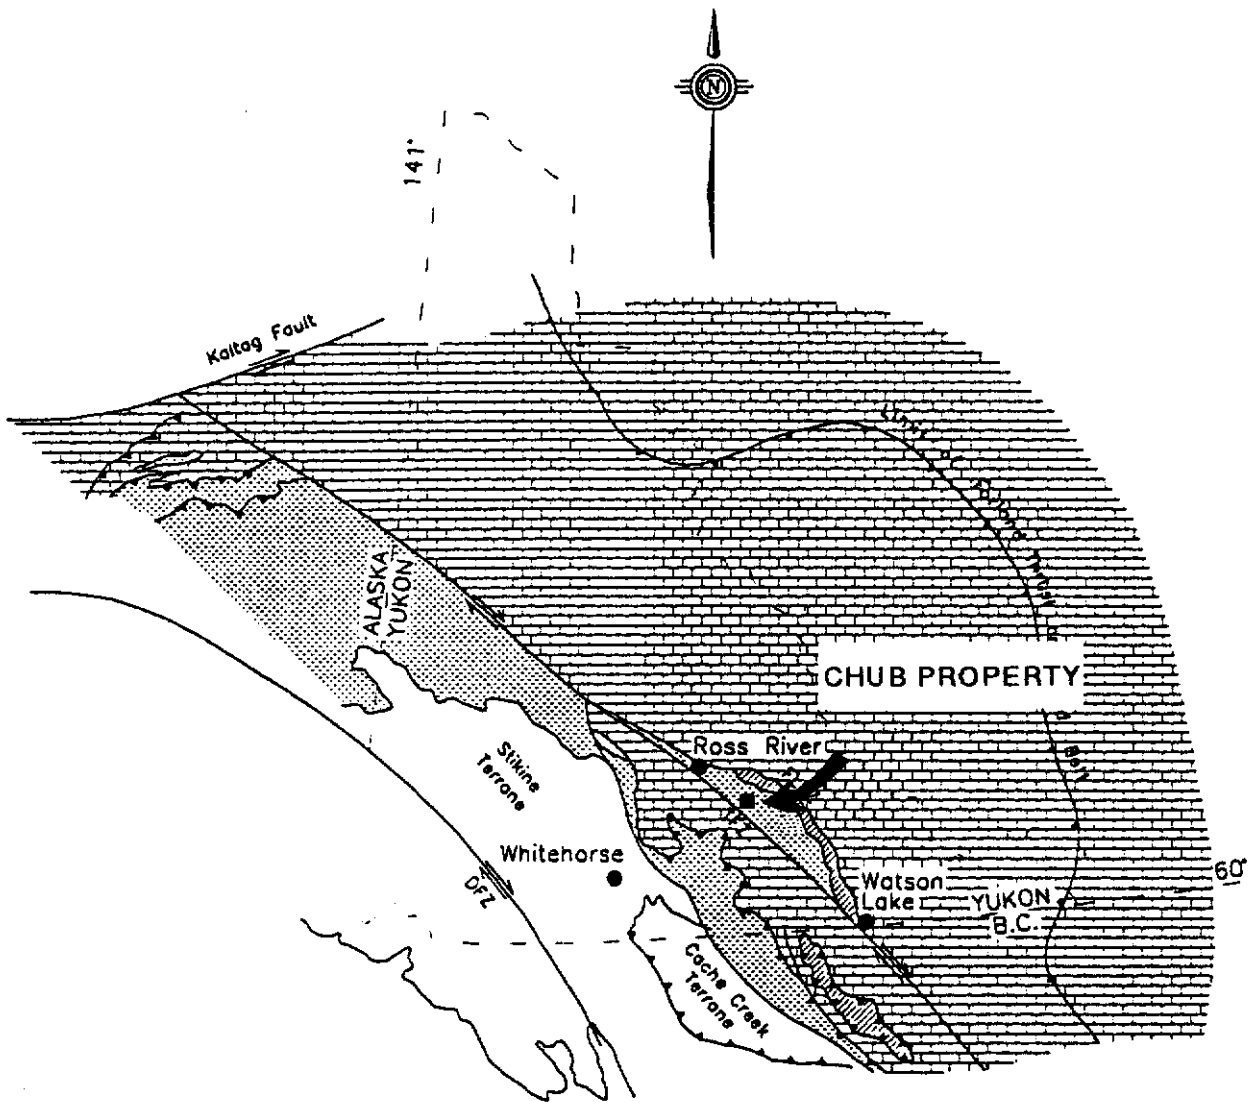 N
141°
Kaltag Fault
ALASKA
YUKON
CHUB PROPERTY
Ross River
Stikine
Terrane
Whitehorse
DFZ
Watson
Lake
YUKON
B.C.
60°
Cache Creek
Terrane
Belt